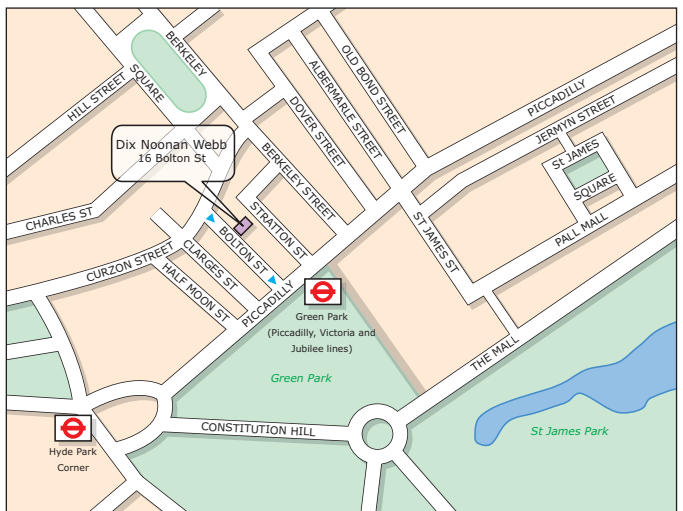 BERKELEY
SQUARE
HILL STREET
OLD BOND STREET
ALBERMARLE STREET
DOVER STREET
PICCADILLY
JERMYN STREET
Dix Noonan Webb
16 Bolton St
BERKELEY STREET
St JAMES
SQUARE
CHARLES ST
STRATTON ST
BOLTON ST
ST JAMES ST
PALL MALL
CURZON STREET
CLARGES ST
HALF MOON ST
PICCADILLY
Green Park
(Piccadilly, Victoria and
Jubilee lines)
THE MALL
Green Park
CONSTITUTION HILL
St James Park
Hyde Park
Corner